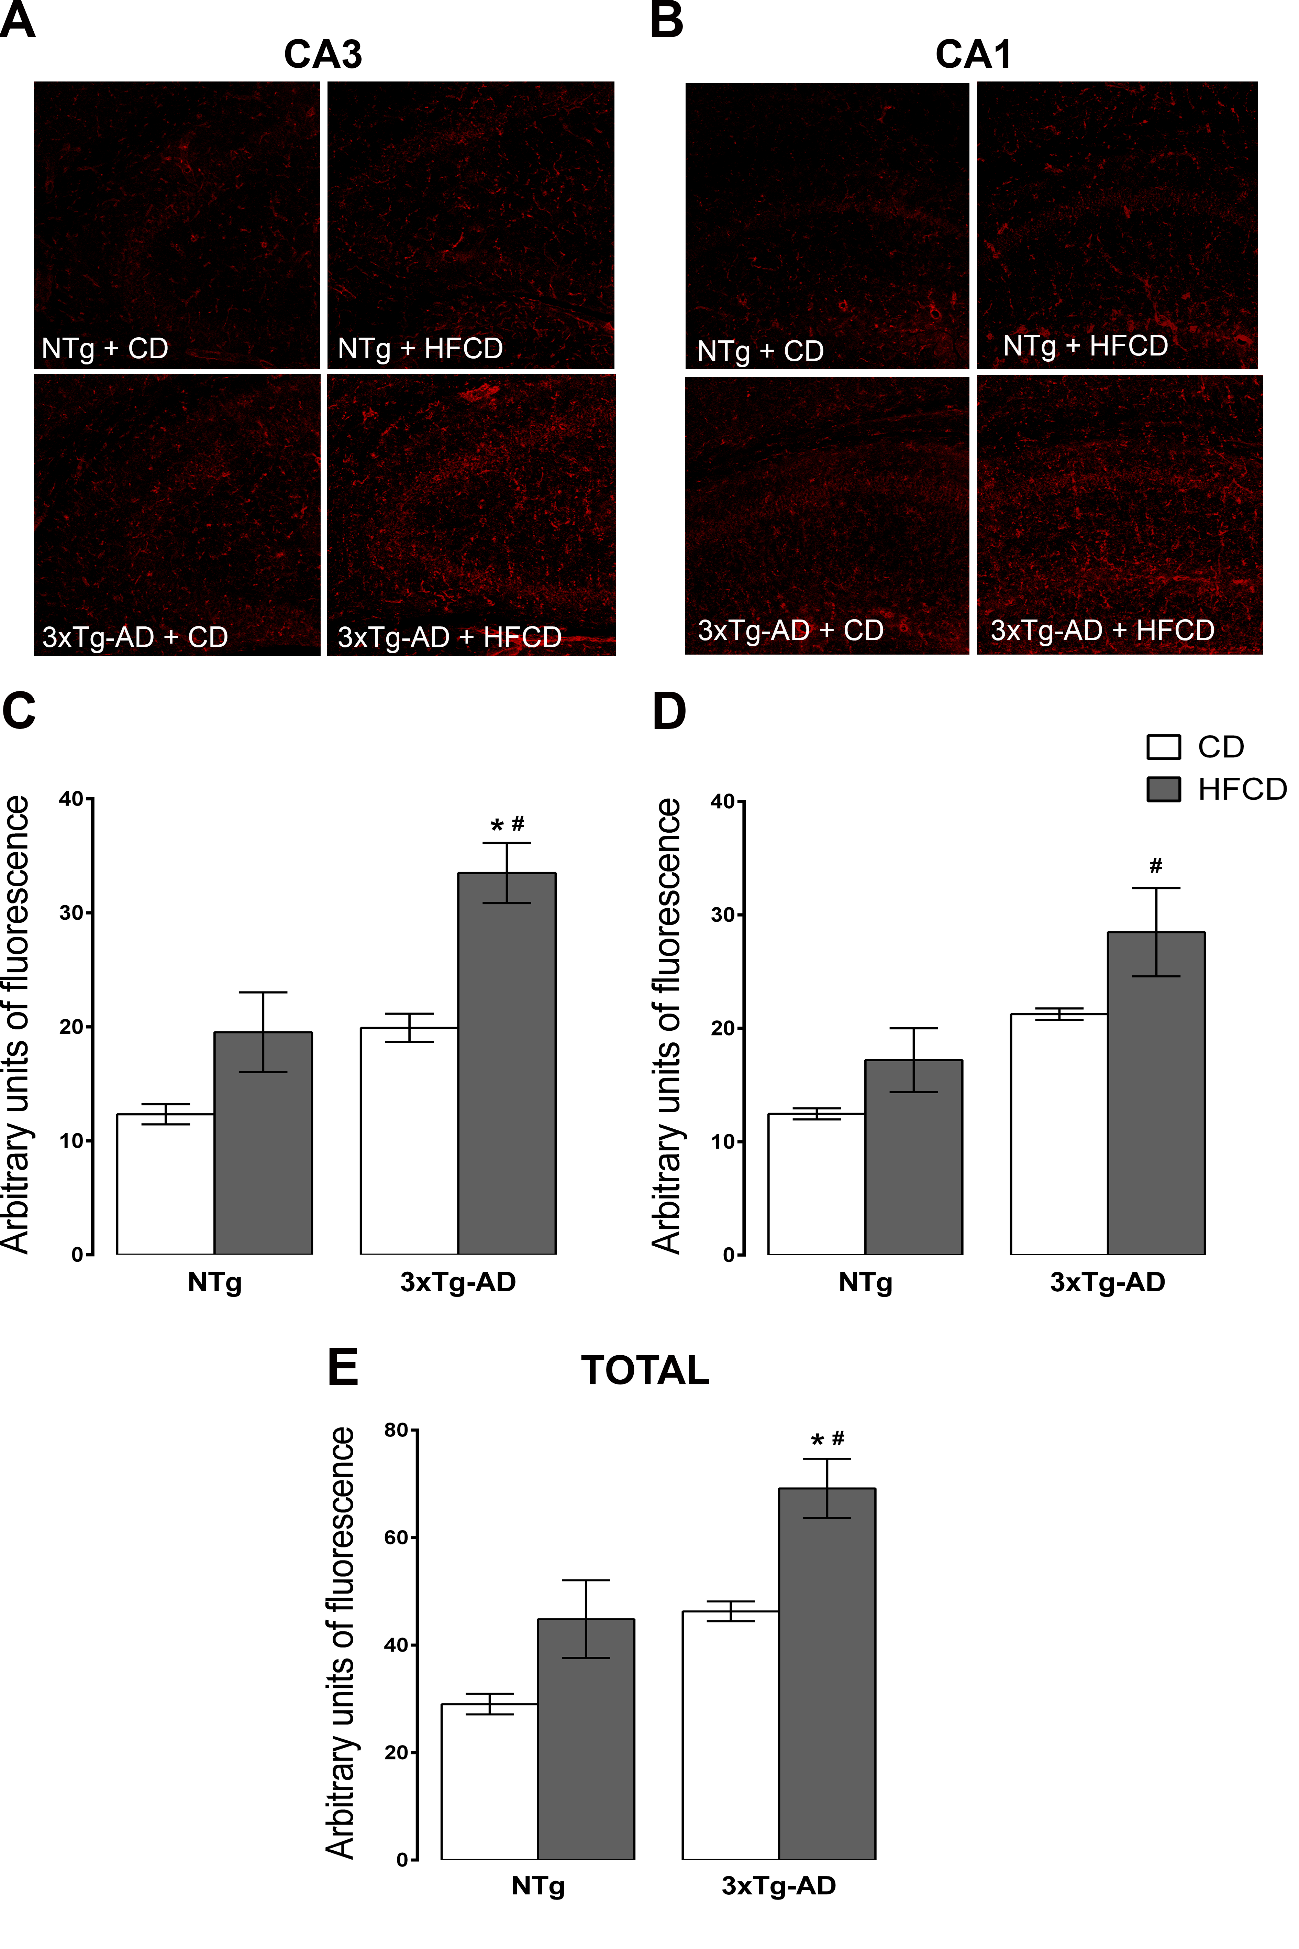 A
CA3
B
CA1
NTg + CD
NTg + HFCD
NTg + CD
NTg + HFCD
3xTg-AD + CD
3xTg-AD + HFCD
3xTg-AD + CD
3xTg-AD + HFCD
C
Arbitrary units of fluorescence
40
30
20
10
0
* #
NTg
3xTg-AD
D
CD
HFCD
Arbitrary units of fluorescence
40
30
20
10
0
#
NTg
3xTg-AD
E
TOTAL
Arbitrary units of fluorescence
80
60
40
20
0
* #
NTg
3xTg-AD